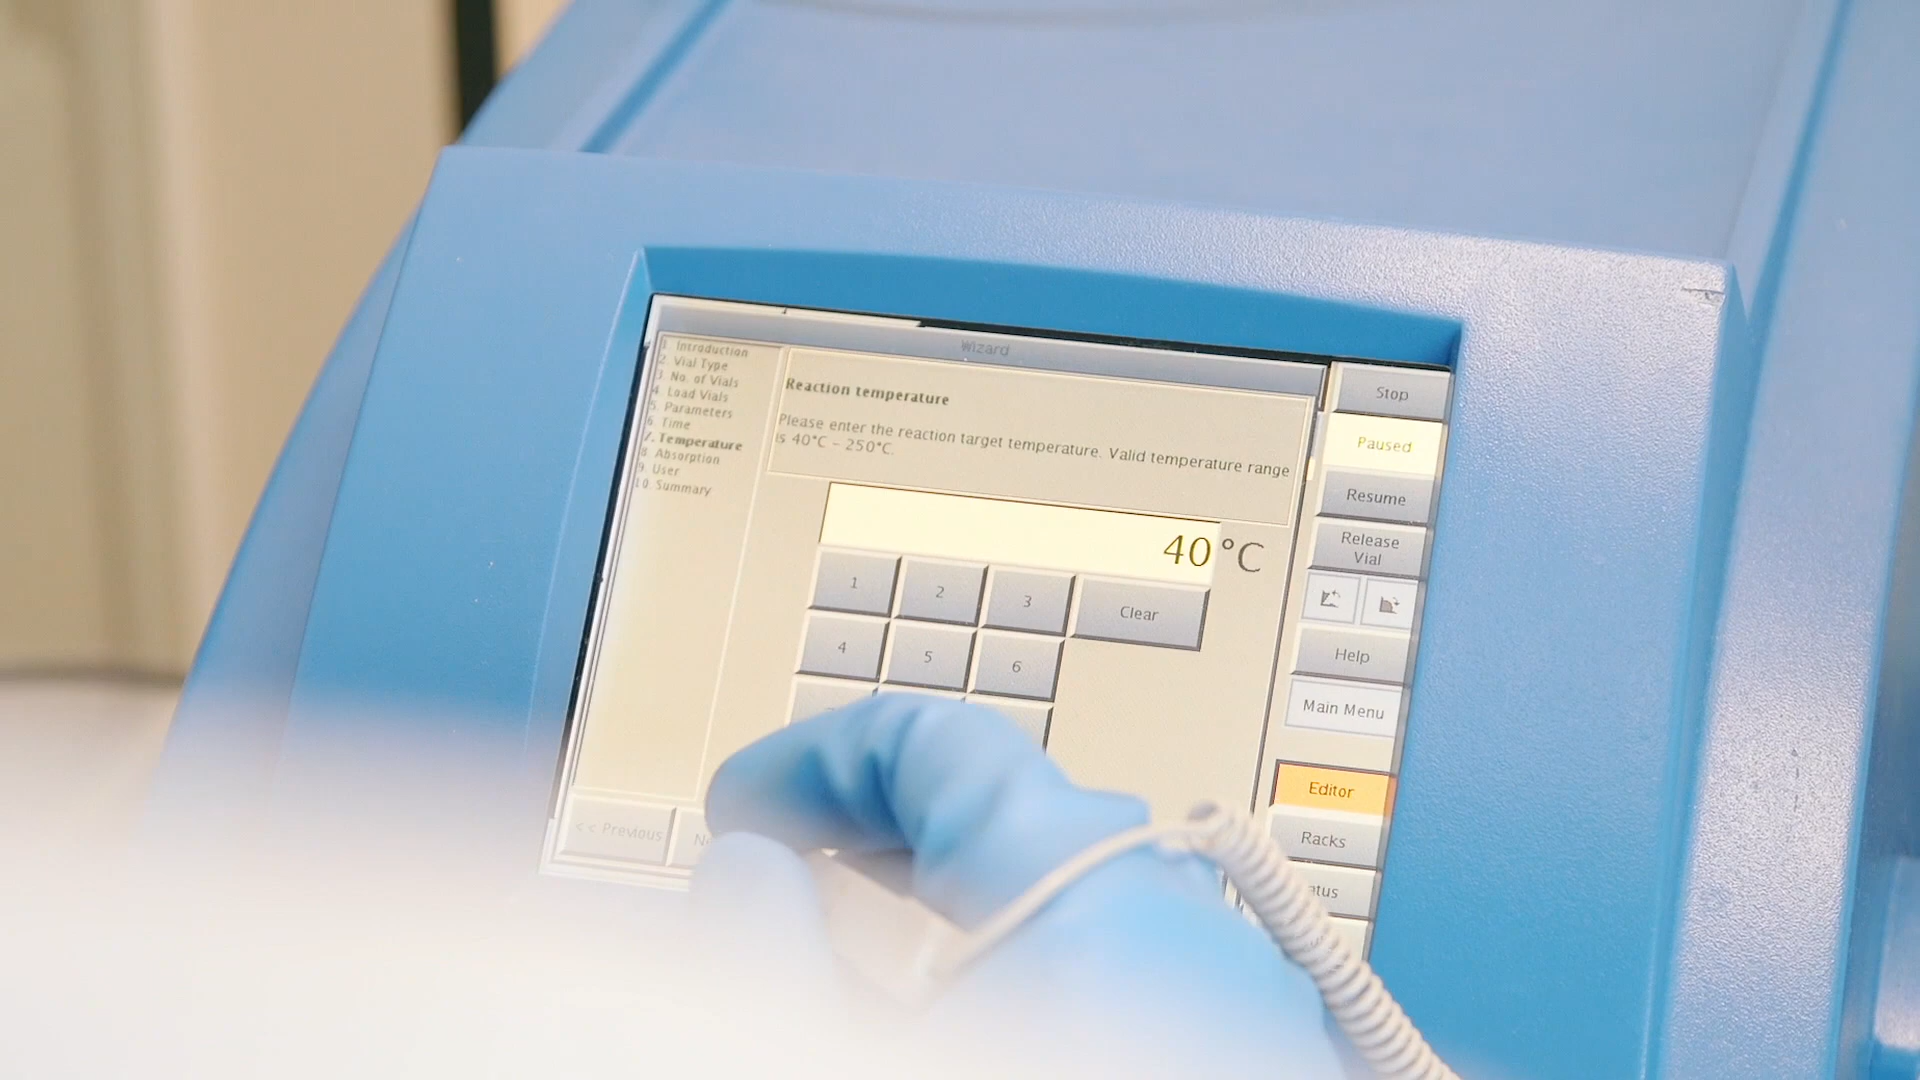 Wizard
1. Introduction
2. Vial Type
3. No. of Vials
4. Load Vials
5. Parameters
6. Time
7. Temperature
8. Absorption
9. User
10. Summary
Reaction temperature
Please enter the reaction target temperature. Valid temperature range
is 40°C - 250°C.
40 °C
1 2 3 Clear
4 5 6
<< Previous
Stop
Paused
Resume
Release
Vial
Help
Main Menu
Editor
Racks